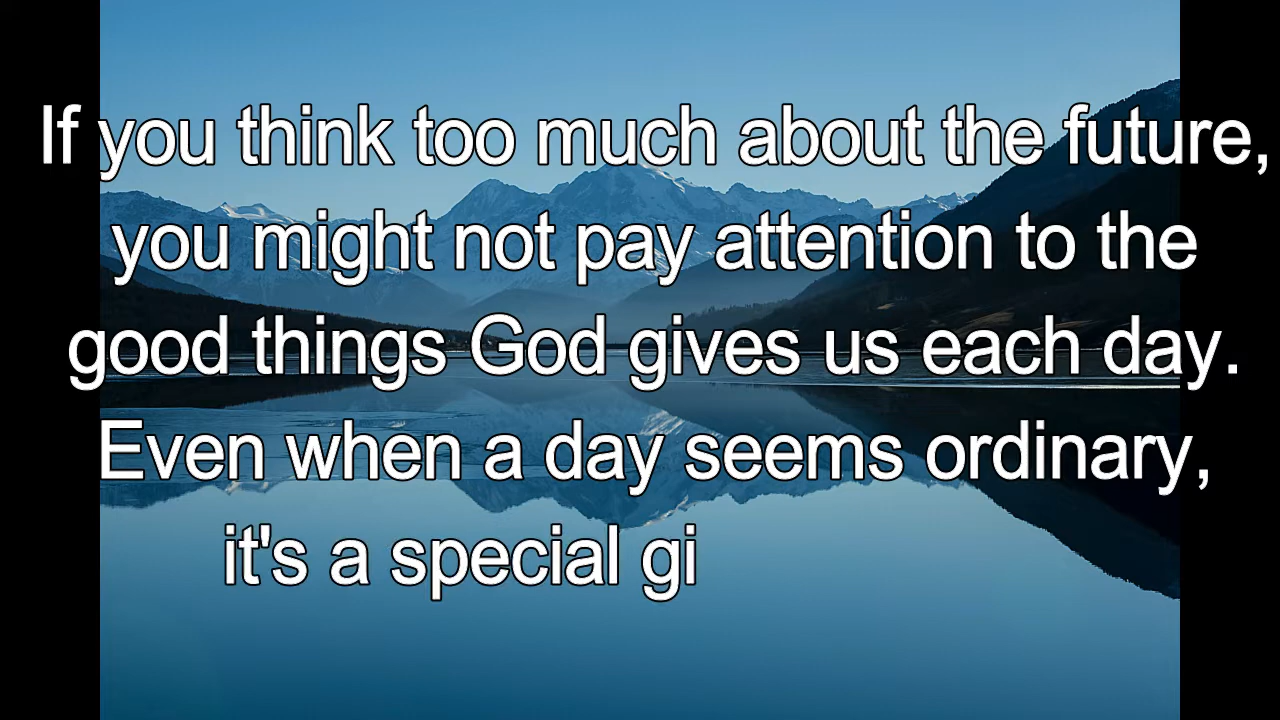 If you think too much about the future,
you might not pay attention to the
good things God gives us each day.
Even when a day seems ordinary,
it's a special gi